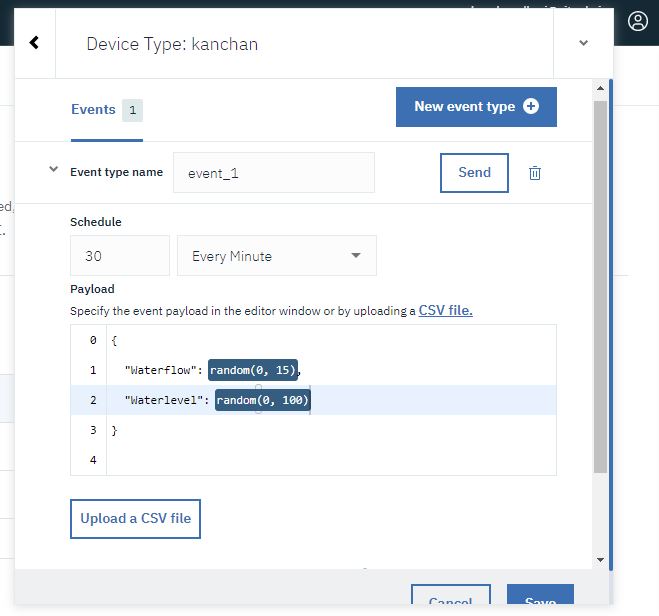 Device Type: kanchan
Events 1
New event type
Event type name event_1 Send
Schedule
30 Every Minute
Payload
Specify the event payload in the editor window or by uploading a CSV file.
0 {
1 "Waterflow": random(0, 15),
2 "Waterlevel": random(0, 100)
3 }
4
Upload a CSV file
Cancel Save
ed,